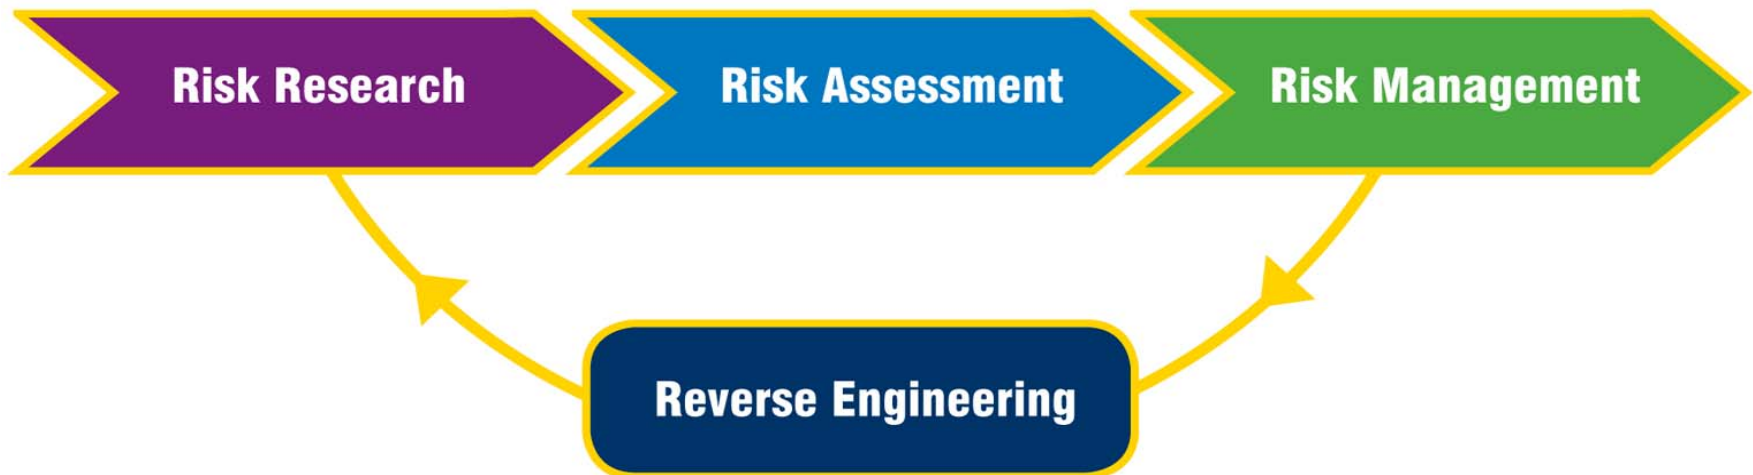 Risk Research
Risk Assessment
Risk Management
Reverse Engineering